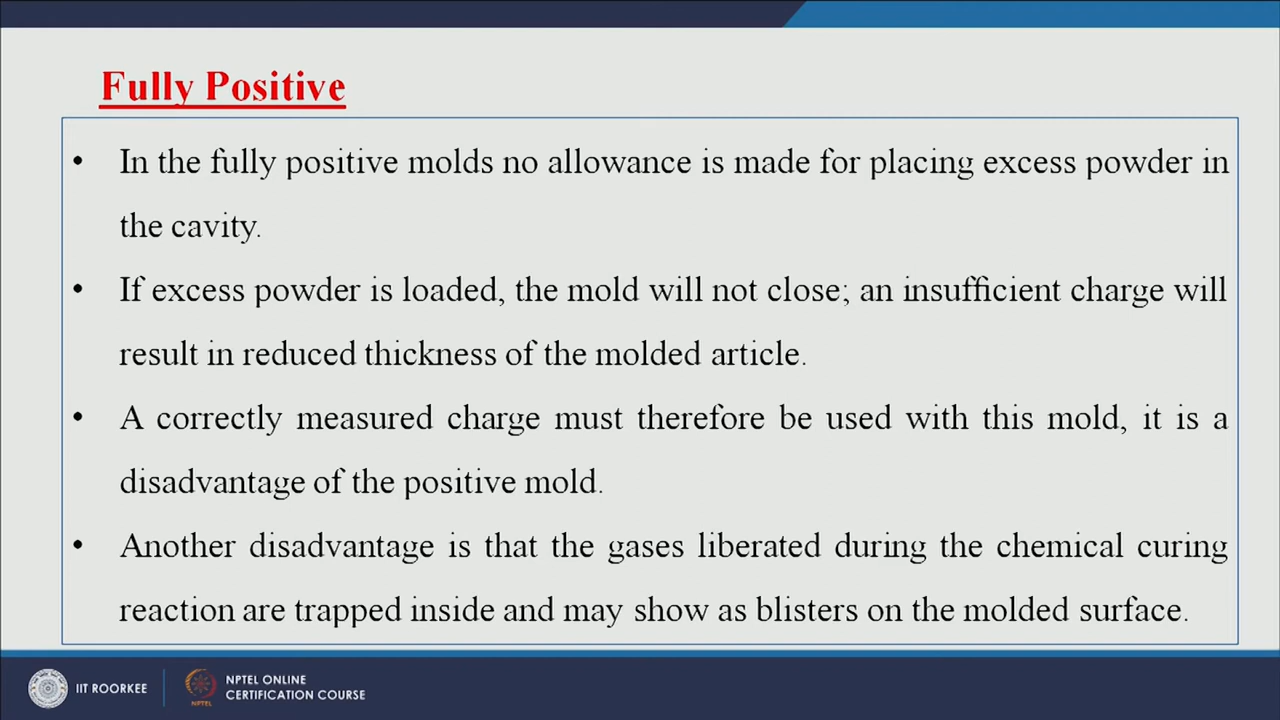 Fully Positive
• In the fully positive molds no allowance is made for placing excess powder in
the cavity.
• If excess powder is loaded, the mold will not close; an insufficient charge will
result in reduced thickness of the molded article.
• A correctly measured charge must therefore be used with this mold, it is a
disadvantage of the positive mold.
• Another disadvantage is that the gases liberated during the chemical curing
reaction are trapped inside and may show as blisters on the molded surface.
IIT ROORKEE
NPTEL
NPTEL ONLINE
CERTIFICATION COURSE